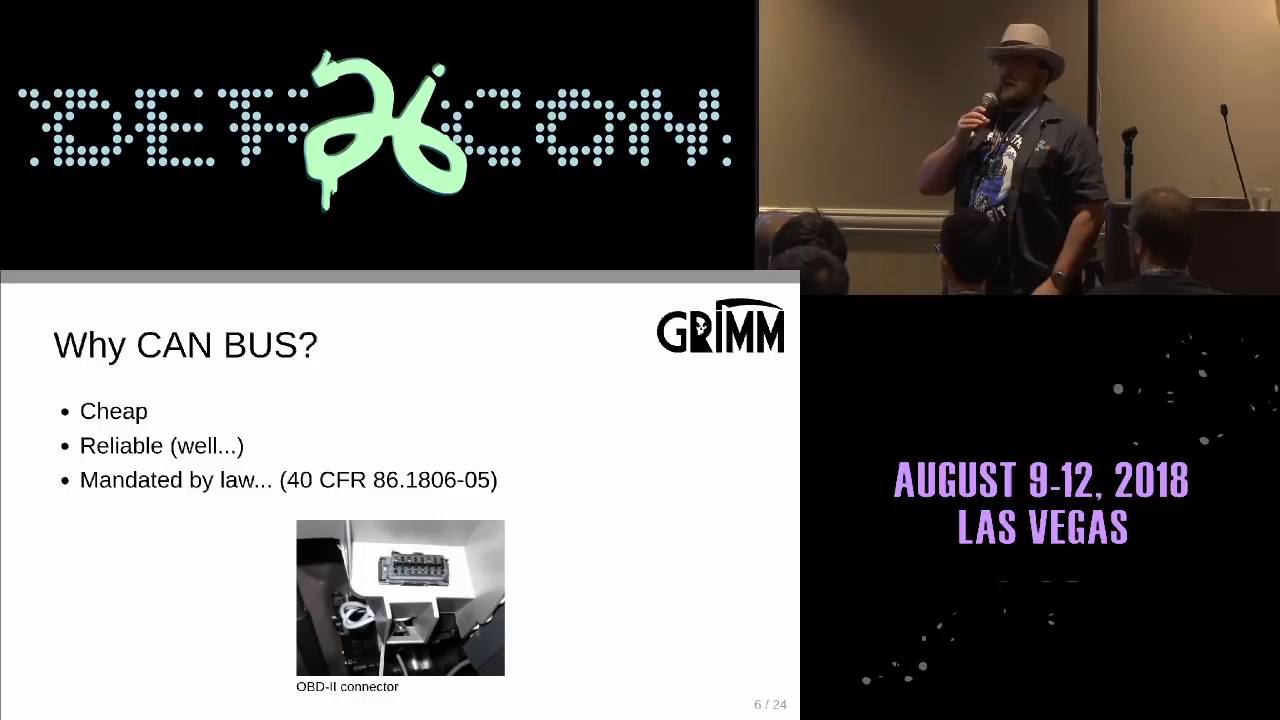 DEF 26 CON
GRIMM
Why CAN BUS?
• Cheap
• Reliable (well...)
• Mandated by law... (40 CFR 86.1806-05)
OBD-II connector
6 / 24
AUGUST 9-12, 2018
LAS VEGAS